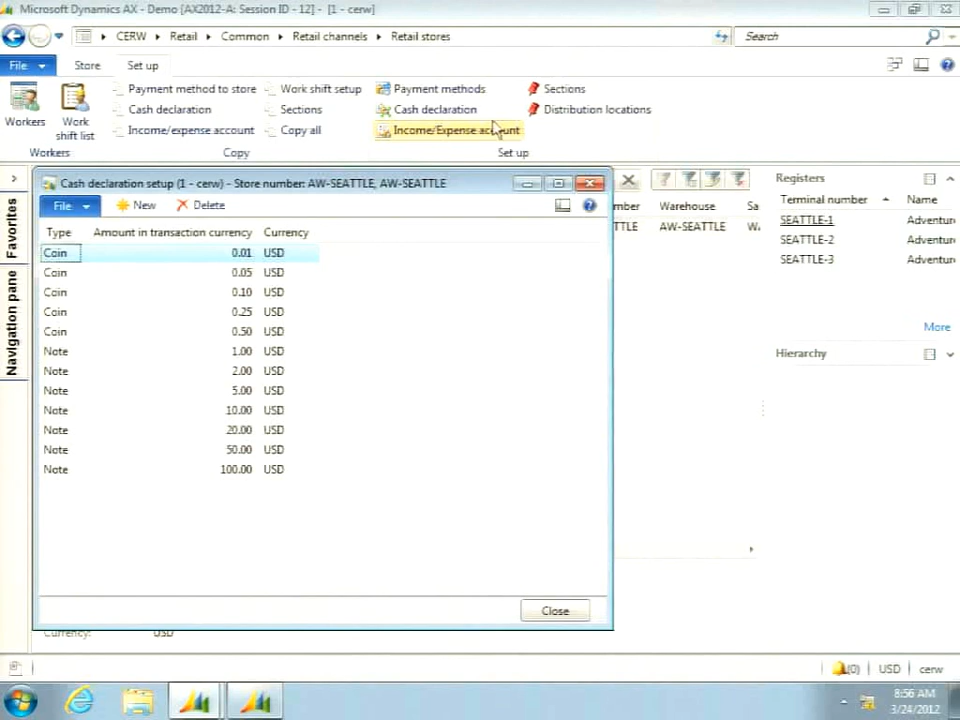 Microsoft Dynamics AX - Demo [AX2012-A: Session ID - 12] - [1 - cerw]
CERW Retail Common Retail channels Retail stores
Search
File Store Set up
Workers
Work shift list
Workers
Payment method to store
Cash declaration
Income/expense account
Work shift setup
Sections
Copy all
Copy
Payment methods
Cash declaration
Income/Expense account
Sections
Distribution locations
Set up
Favorites
Navigation pane
Cash declaration setup (1 - cerw) - Store number: AW-SEATTLE, AW-SEATTLE
File New Delete
Type Amount in transaction currency Currency
Coin 0.01 USD
Coin 0.05 USD
Coin 0.10 USD
Coin 0.25 USD
Coin 0.50 USD
Note 1.00 USD
Note 2.00 USD
Note 5.00 USD
Note 10.00 USD
Note 20.00 USD
Note 50.00 USD
Note 100.00 USD
Close
mber Warehouse Sa
TTLE AW-SEATTLE W
Registers
Terminal number Name
SEATTLE-1 Adventur
SEATTLE-2 Adventur
SEATTLE-3 Adventur
More
Hierarchy
Currency: USD
(0) USD cerw
8:56 AM
3/24/2012